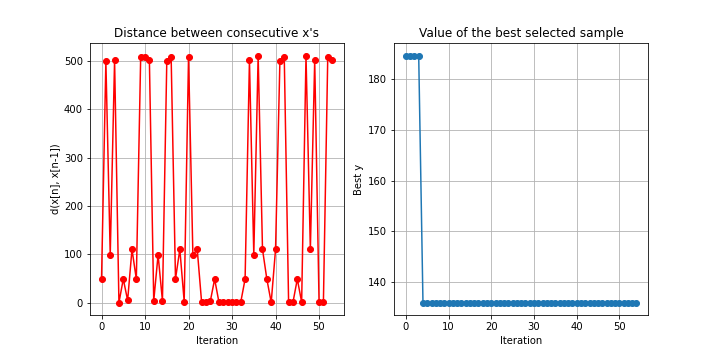 Distance between consecutive x's
d(x[n], x[n-1])
500
400
300
200
100
0
0 10 20 30 40 50
Iteration
Value of the best selected sample
Best y
180
170
160
150
140
0 10 20 30 40 50
Iteration